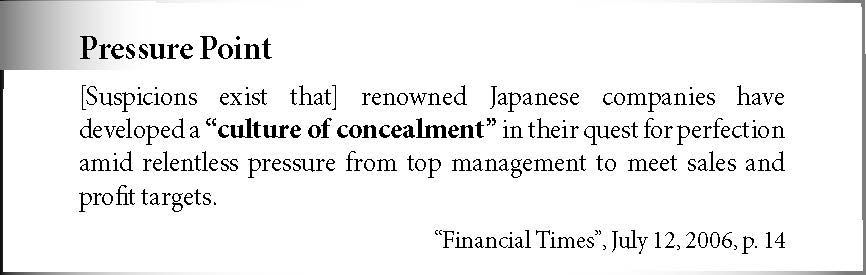 Pressure Point
[Suspicions exist that] renowned Japanese companies have
developed a “culture of concealment” in their quest for perfection
amid relentless pressure from top management to meet sales and
profit targets.
“Financial Times”, July 12, 2006, p. 14